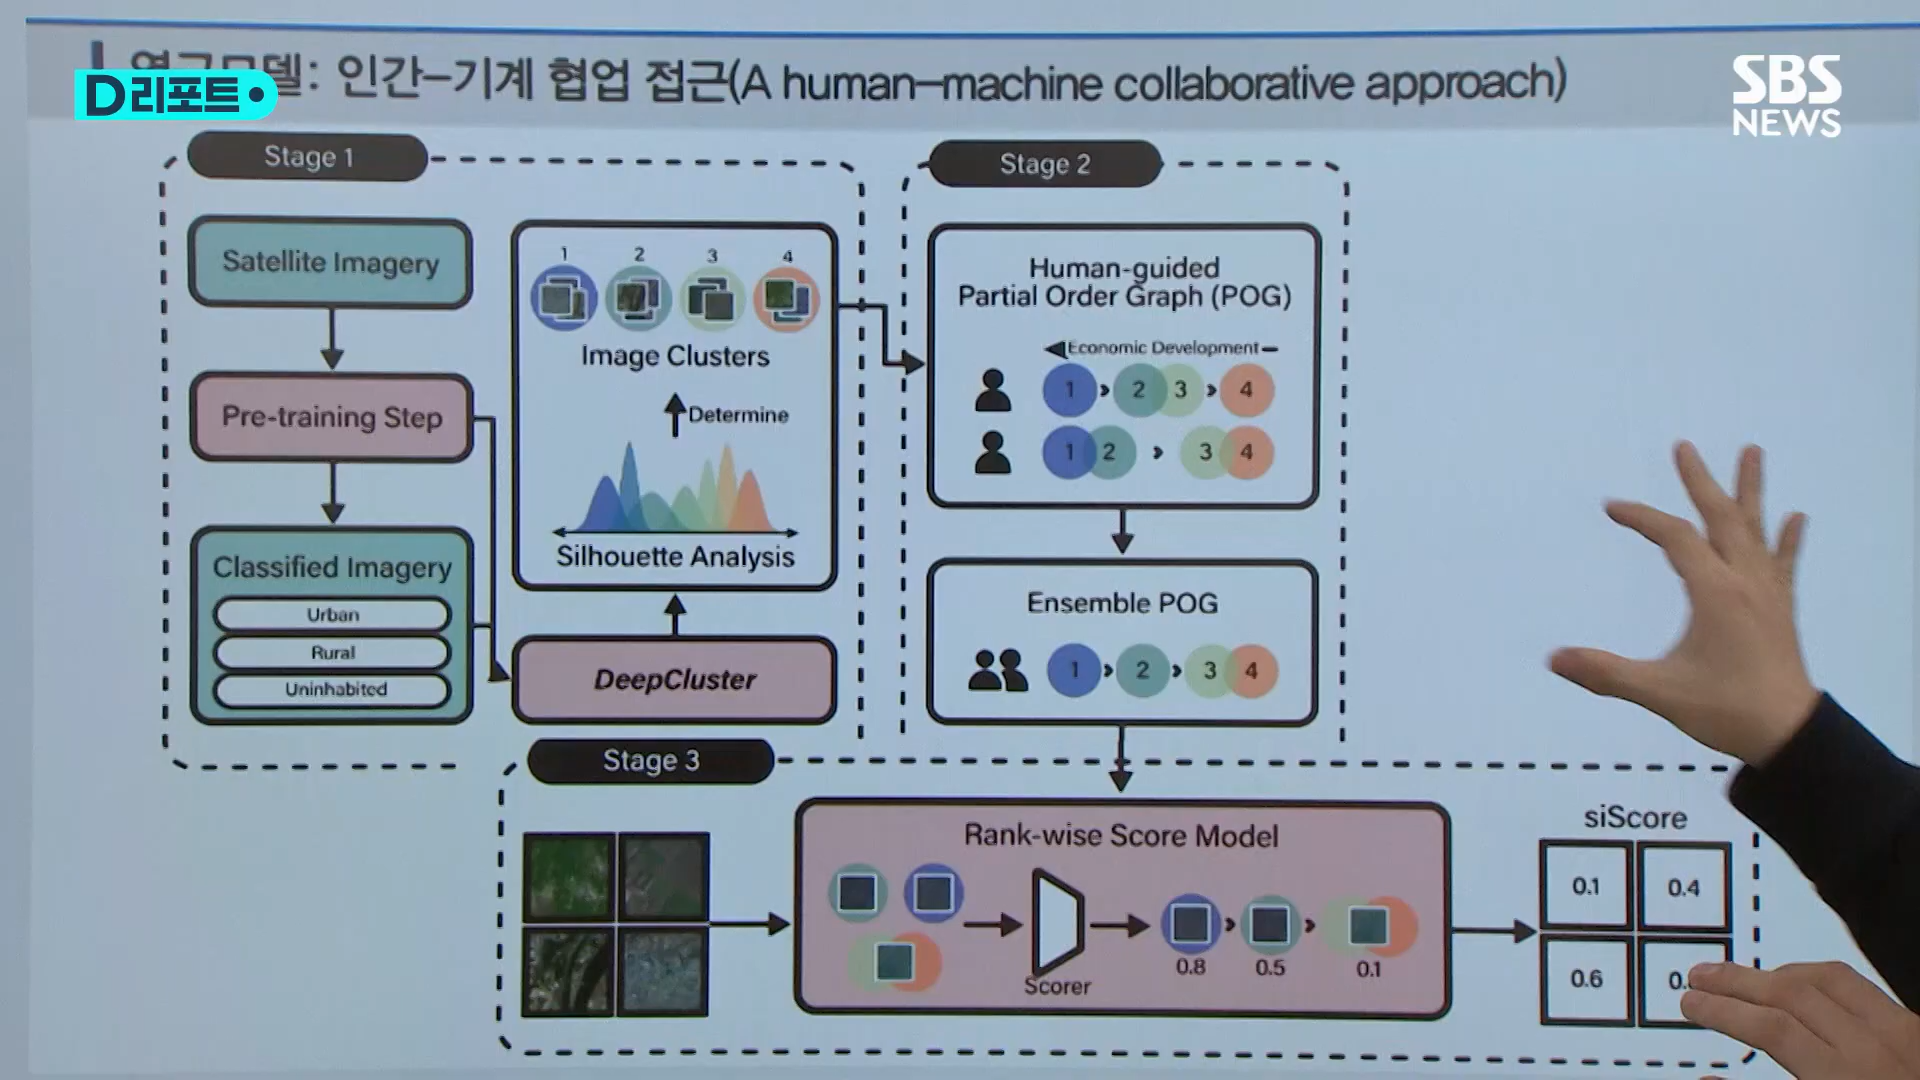 D리포트
모델: 인간-기계 협업 접근(A human-machine collaborative approach)
SBS
NEWS
Stage 1
Satellite Imagery
Pre-training Step
Classified Imagery
Urban
Rural
Uninhabited
1 2 3 4
Image Clusters
Determine
Silhouette Analysis
DeepCluster
Stage 2
Human-guided
Partial Order Graph (POG)
Economic Development
1 > 2 3 > 4
1 2 > 3 4
Ensemble POG
1 > 2 > 3 4
Stage 3
Rank-wise Score Model
Scorer
0.8 > 0.5 > 0.1
siScore
0.1 0.4
0.6